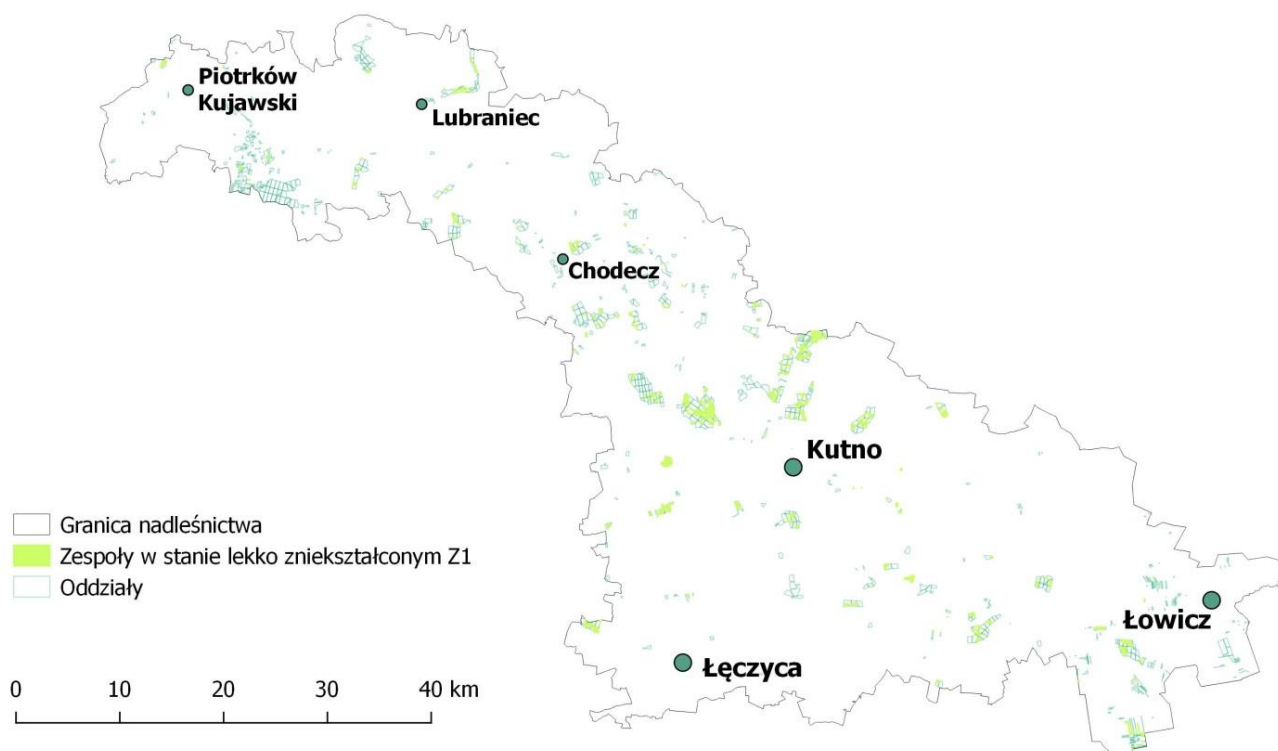 Piotrków
Kujawski
Lubraniec
Chodecz
Kutno
Granica nadleśnictwa
Zespoły w stanie lekko zniekształconym Z1
Oddziały
Łowicz
Łęczyca
0 10 20 30 40 km